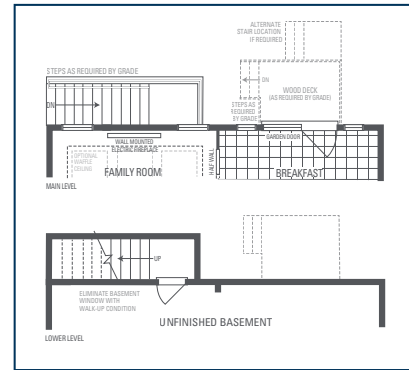 ALTERNATE
STAIR LOCATION
IF REQUIRED
STEPS AS REQUIRED BY GRADE
DN
WOOD DECK
(AS REQUIRED BY GRADE)
DN
STEPS AS
REQUIRED
BY GRADE
GARDEN DOOR
WALL MOUNTED
ELECTRIC FIREPLACE
OPTIONAL
WAFFLE
CEILING
FAMILY ROOM
HALF WALL
BREAKFAST
MAIN LEVEL
UP
ELIMINATE BASEMENT
WINDOW WITH
WALK-UP CONDITION
UNFINISHED BASEMENT
LOWER LEVEL